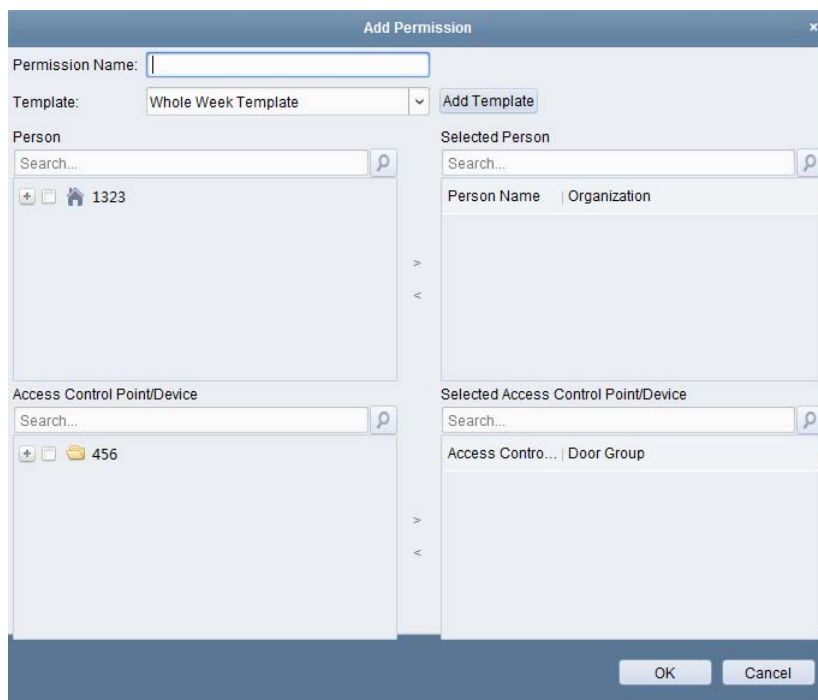 Add Permission ×
Permission Name:
Template: Whole Week Template Add Template
Person Selected Person
Search... Search...
1323 Person Name Organization
>
<
Access Control Point/Device Selected Access Control Point/Device
Search... Search...
456 Access Contro... Door Group
>
<
OK Cancel